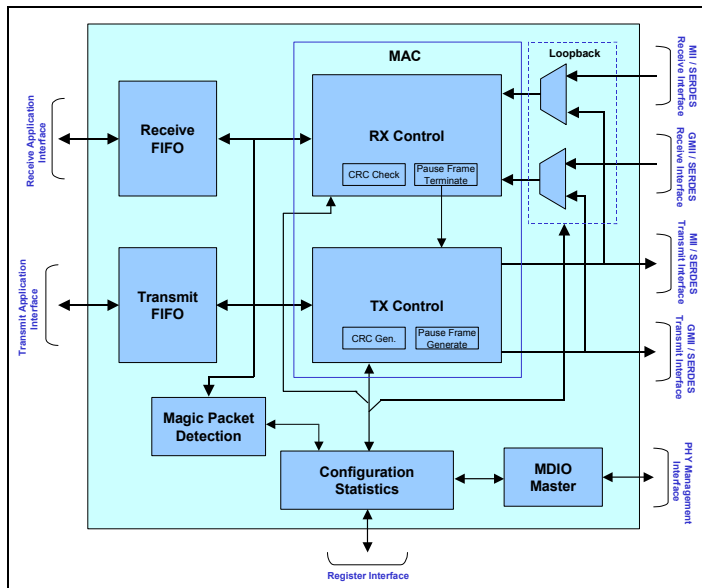 MAC
Loopback
Receive
FIFO
RX Control
CRC Check
Pause Frame
Terminate
Transmit
FIFO
TX Control
CRC Gen.
Pause Frame
Generate
Magic Packet
Detection
Configuration
Statistics
MDIO
Master
Receive Application
Interface
Transmit Application
Interface
MII / SERDES
Receive Interface
GMII / SERDES
Receive Interface
MII / SERDES
Transmit Interface
GMII / SERDES
Transmit Interface
PHY Management
Interface
Register Interface